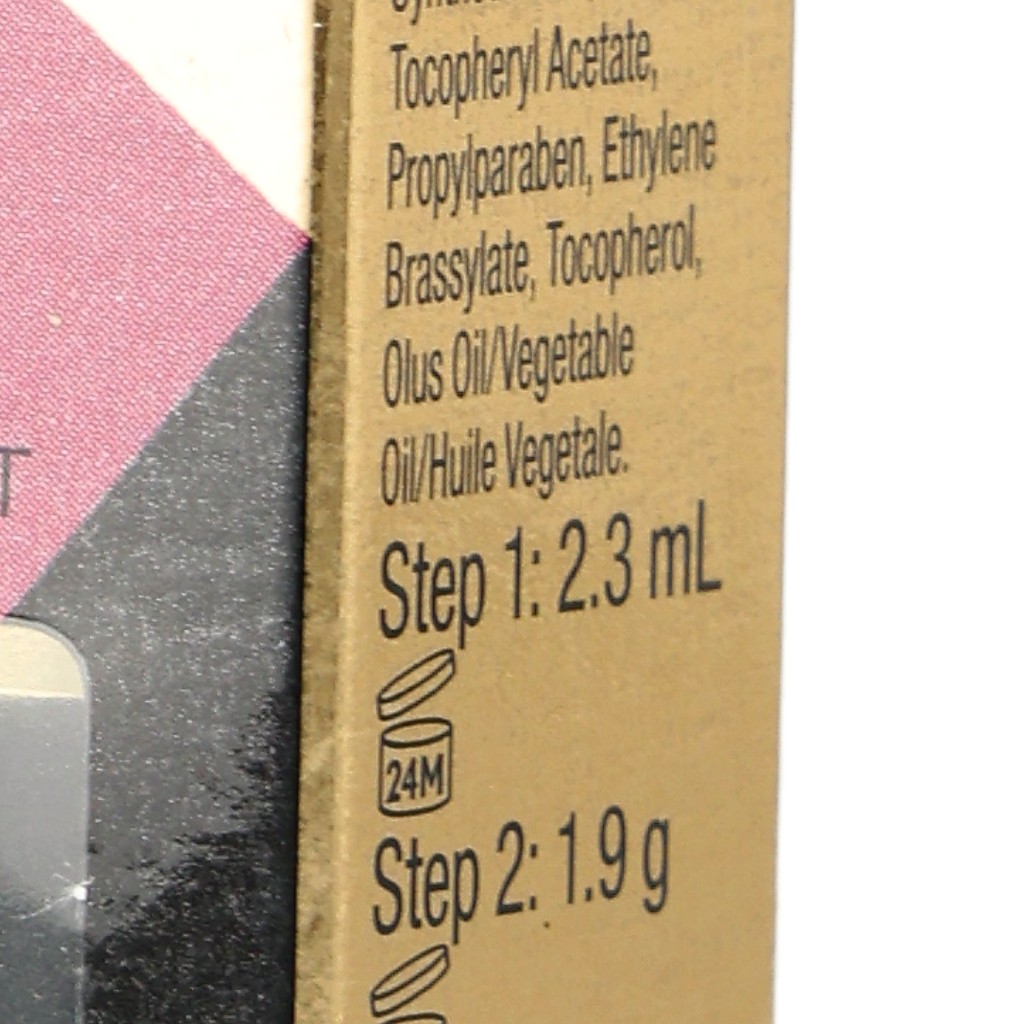 Tocopheryl Acetate,
Propylparaben, Ethylene
Brassylate, Tocopherol,
Olus Oil/Vegetable
Oil/Huile Vegetale.
Step 1: 2.3 mL
24M
Step 2: 1.9 g
T